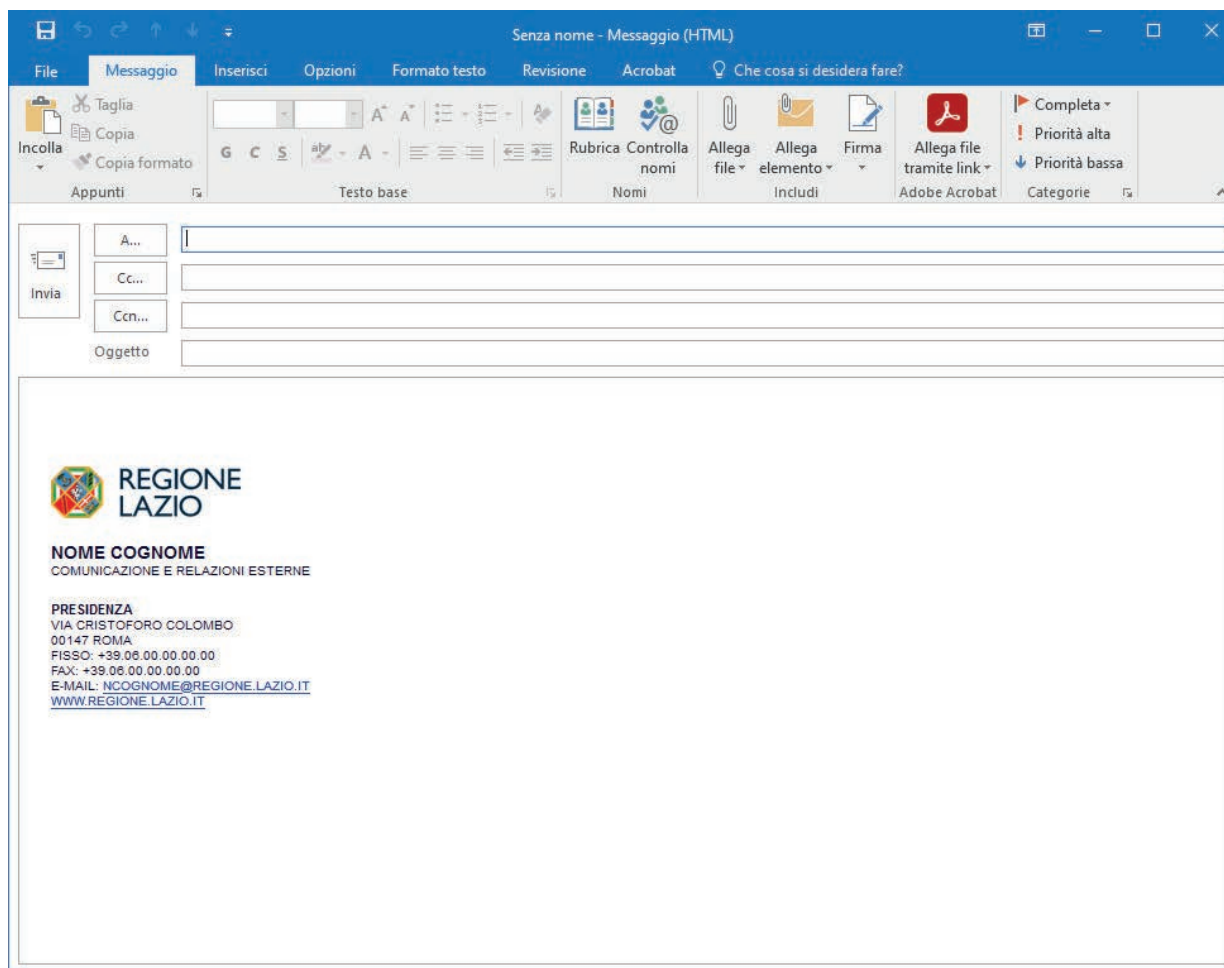 Senza nome - Messaggio (HTML)
File Messaggio Inserisci Opzioni Formato testo Revisione Acrobat Che cosa si desidera fare?
Incolla
Taglia
Copia
Copia formato
Appunti
G C S
Testo base
Rubrica
Controlla nomi
Nomi
Allega file
Allega elemento
Firma
Includi
Allega file tramite link
Adobe Acrobat
Completa
Priorità alta
Priorità bassa
Categorie
Invia
A...
Cc...
Ccn...
Oggetto
REGIONE
LAZIO
NOME COGNOME
COMUNICAZIONE E RELAZIONI ESTERNE
PRESIDENZA
VIA CRISTOFORO COLOMBO
00147 ROMA
FISSO: +39.06.00.00.00.00
FAX: +39.06.00.00.00.00
E-MAIL: NCOGNOME@REGIONE.LAZIO.IT
WWW.REGIONE.LAZIO.IT